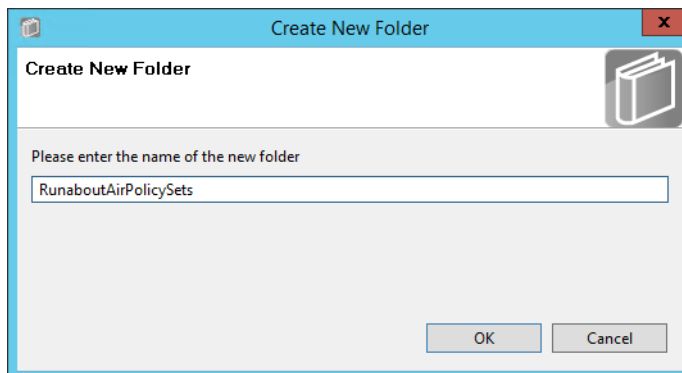 Create New Folder
x
Create New Folder
Please enter the name of the new folder
RunaboutAirPolicySets
OK Cancel